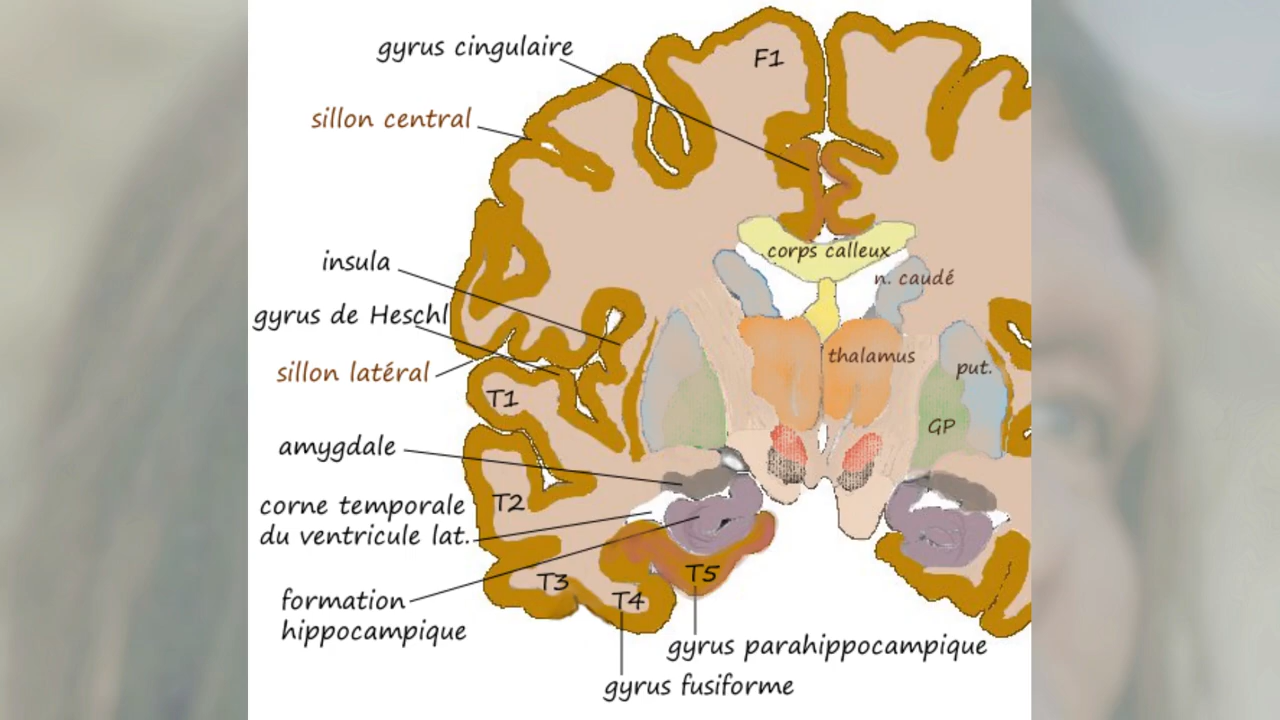 gyrus cingulaire
F1
sillon central
corps calleux
insula
n. caudé
gyrus de Heschl
thalamus
put.
sillon latéral
T1
GP
amygdale
T2
corne temporale
du ventricule lat.
T3
T5
T4
formation
hippocampique
gyrus parahippocampique
gyrus fusiforme